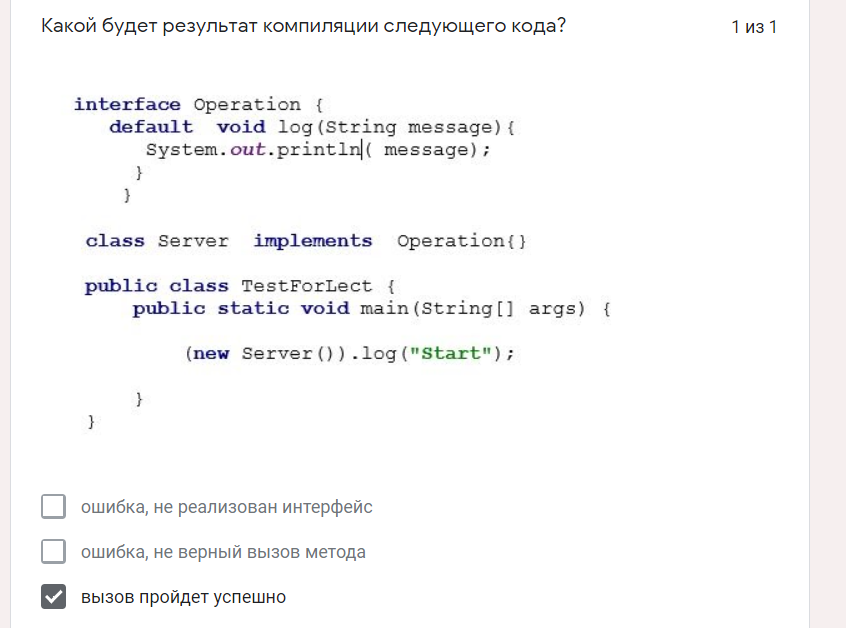 Какой будет результат компиляции следующего кода?
1 из 1
interface Operation {
default void log(String message){
System.out.println( message);
}
}
class Server implements Operation{}
public class TestForLect {
public static void main(String[] args) {
(new Server()).log("Start");
}
}
ошибка, не реализован интерфейс
ошибка, не верный вызов метода
вызов пройдет успешно